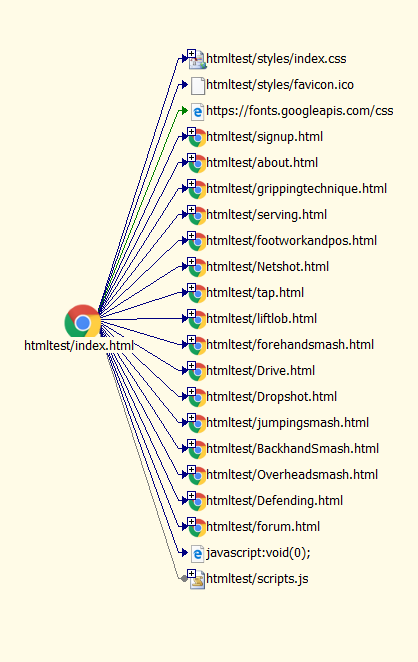 htmltest/styles/index.css
htmltest/styles/favicon.ico
https://fonts.googleapis.com/css
htmltest/signup.html
htmltest/about.html
htmltest/grippingtechnique.html
htmltest/serving.html
htmltest/footworkandpos.html
htmltest/Netshot.html
htmltest/tap.html
htmltest/liftlob.html
htmltest/index.html
htmltest/forehandsmash.html
htmltest/Drive.html
htmltest/Dropshot.html
htmltest/jumpingsmash.html
htmltest/BackhandSmash.html
htmltest/Overheadsmash.html
htmltest/Defending.html
htmltest/forum.html
javascript:void(0);
htmltest/scripts.js